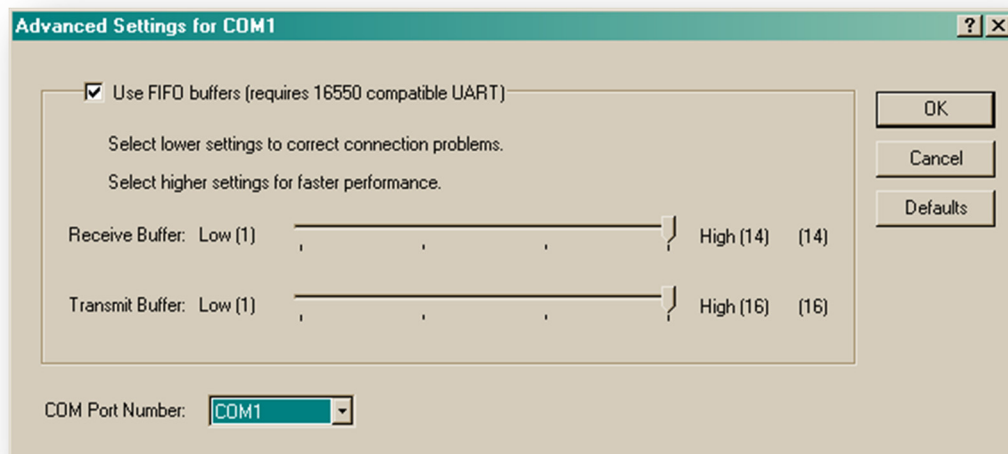 Advanced Settings for COM1
Use FIFO buffers (requires 16550 compatible UART)
OK
Select lower settings to correct connection problems.
Cancel
Select higher settings for faster performance.
Defaults
Receive Buffer: Low (1) High (14) (14)
Transmit Buffer: Low (1) High (16) (16)
COM Port Number: COM1